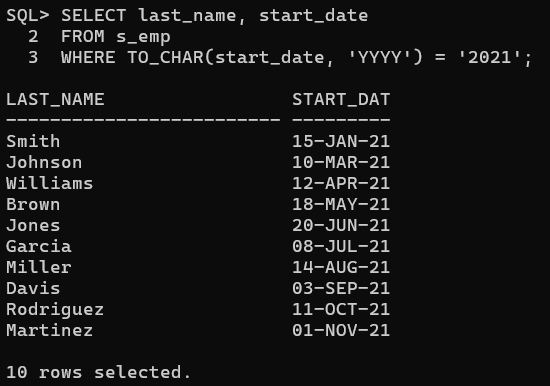 SQL> SELECT last_name, start_date
  2  FROM s_emp
  3  WHERE TO_CHAR(start_date, 'YYYY') = '2021';
LAST_NAME                 START_DAT
------------------------- ---------
Smith                     15-JAN-21
Johnson                   10-MAR-21
Williams                  12-APR-21
Brown                     18-MAY-21
Jones                     20-JUN-21
Garcia                    08-JUL-21
Miller                    14-AUG-21
Davis                     03-SEP-21
Rodriguez                 11-OCT-21
Martinez                  01-NOV-21
10 rows selected.